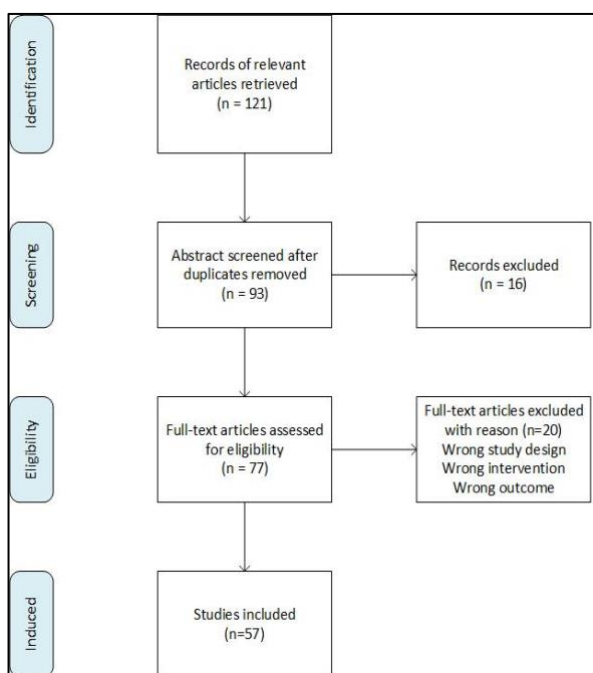 Identification
Records of relevant
articles retrieved
(n = 121)
Screening
Abstract screened after
duplicates removed
(n = 93)
Records excluded
(n = 16)
Eligibility
Full-text articles assessed
for eligibility
(n = 77)
Full-text articles excluded
with reason (n=20)
Wrong study design
Wrong intervention
Wrong outcome
Induced
Studies included
(n=57)